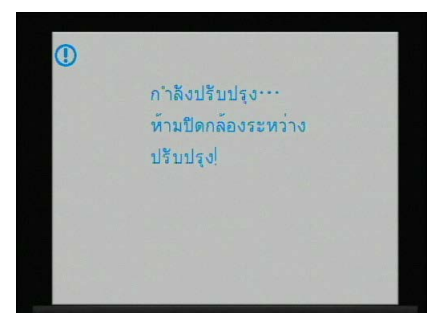 กำลังปรับปรุง···
ห้ามปิดกล้องระหว่าง
ปรับปรุง!